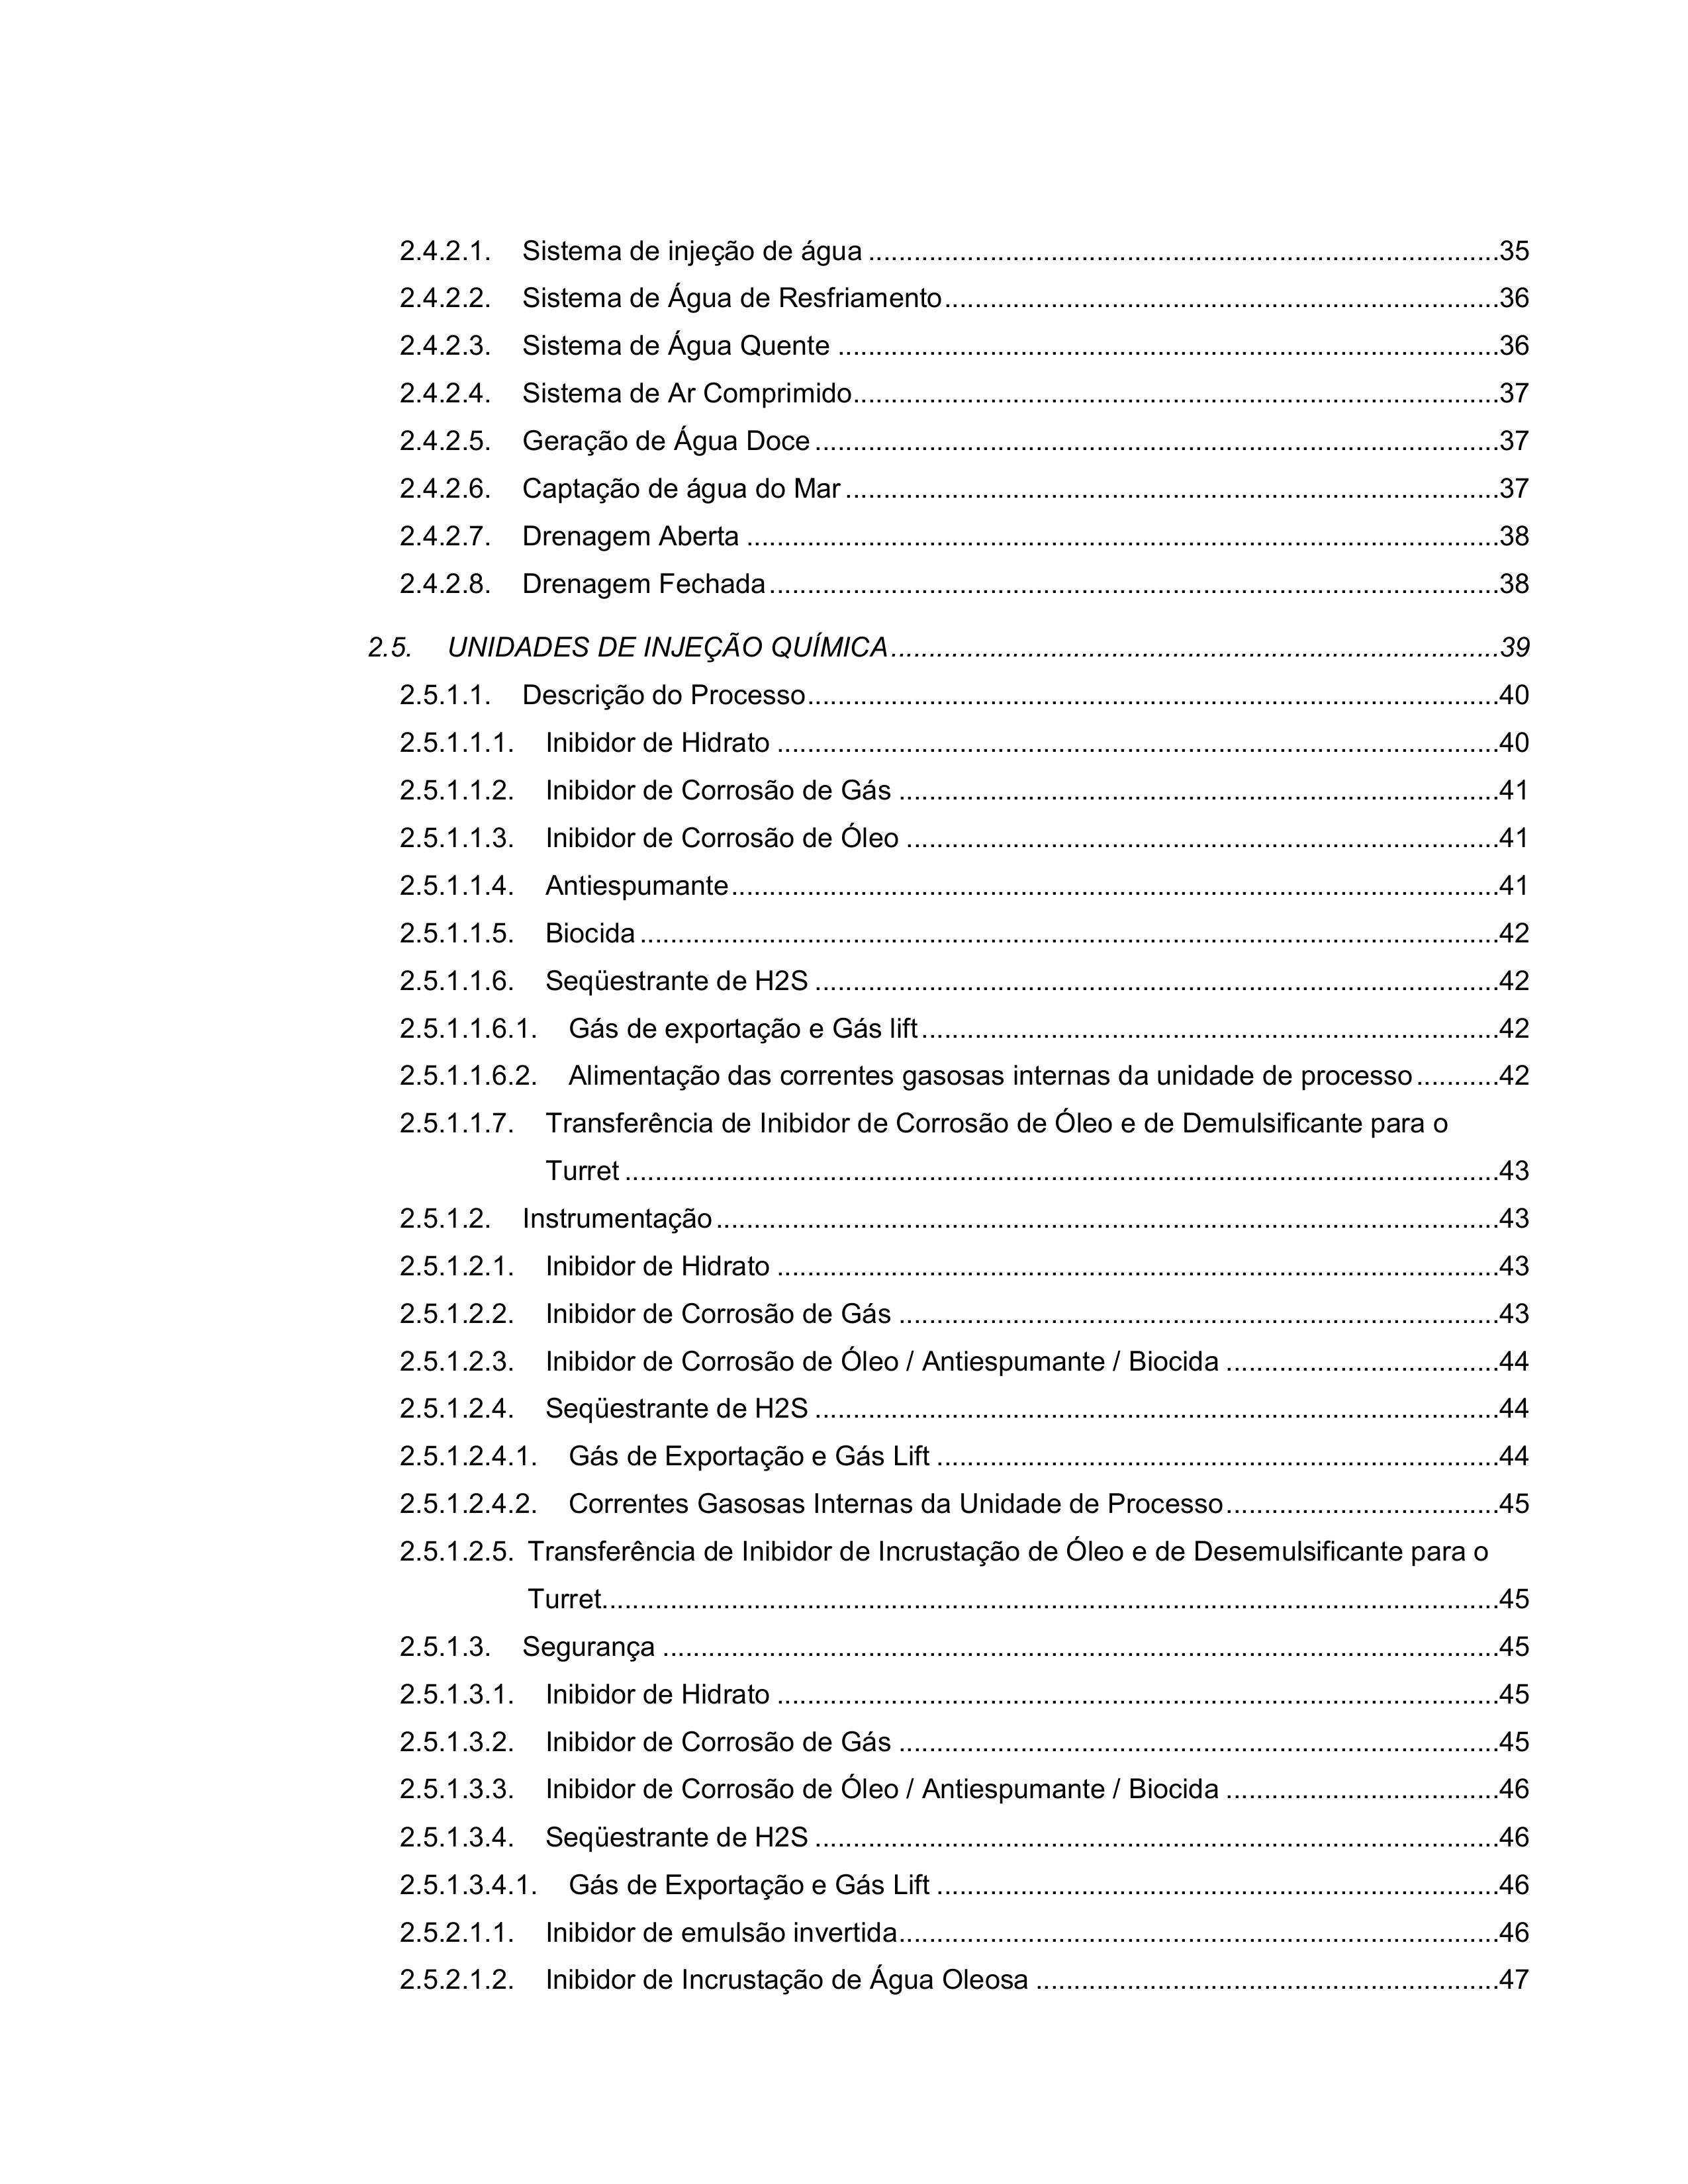 2.4.2.1. Sistema de injeção de água ....................................................................................35
2.4.2.2. Sistema de Água de Resfriamento..........................................................................36
2.4.2.3. Sistema de Água Quente ........................................................................................36
2.4.2.4. Sistema de Ar Comprimido......................................................................................37
2.4.2.5. Geração de Água Doce ...........................................................................................37
2.4.2.6. Captação de água do Mar .......................................................................................37
2.4.2.7. Drenagem Aberta ....................................................................................................38
2.4.2.8. Drenagem Fechada .................................................................................................38
2.5. UNIDADES DE INJEÇÃO QUÍMICA.................................................................................39
2.5.1.1. Descrição do Processo............................................................................................40
2.5.1.1.1. Inibidor de Hidrato ................................................................................................40
2.5.1.1.2. Inibidor de Corrosão de Gás ................................................................................41
2.5.1.1.3. Inibidor de Corrosão de Óleo ...............................................................................41
2.5.1.1.4. Antiespumante......................................................................................................41
2.5.1.1.5. Biocida ..................................................................................................................42
2.5.1.1.6. Seqüestrante de H2S ...........................................................................................42
2.5.1.1.6.1. Gás de exportação e Gás lift .............................................................................42
2.5.1.1.6.2. Alimentação das correntes gasosas internas da unidade de processo ...........42
2.5.1.1.7. Transferência de Inibidor de Corrosão de Óleo e de Demulsificante para o
Turret ....................................................................................................................43
2.5.1.2. Instrumentação ........................................................................................................43
2.5.1.2.1. Inibidor de Hidrato ................................................................................................43
2.5.1.2.2. Inibidor de Corrosão de Gás ................................................................................43
2.5.1.2.3. Inibidor de Corrosão de Óleo / Antiespumante / Biocida ....................................44
2.5.1.2.4. Seqüestrante de H2S ...........................................................................................44
2.5.1.2.4.1. Gás de Exportação e Gás Lift ...........................................................................44
2.5.1.2.4.2. Correntes Gasosas Internas da Unidade de Processo....................................45
2.5.1.2.5. Transferência de Inibidor de Incrustação de Óleo e de Desemulsificante para o
Turret.......................................................................................................................45
2.5.1.3. Segurança ...............................................................................................................45
2.5.1.3.1. Inibidor de Hidrato ................................................................................................45
2.5.1.3.2. Inibidor de Corrosão de Gás ................................................................................45
2.5.1.3.3. Inibidor de Corrosão de Óleo / Antiespumante / Biocida ....................................46
2.5.1.3.4. Seqüestrante de H2S ...........................................................................................46
2.5.1.3.4.1. Gás de Exportação e Gás Lift ...........................................................................46
2.5.2.1.1. Inibidor de emulsão invertida................................................................................46
2.5.2.1.2. Inibidor de Incrustação de Água Oleosa ..............................................................47